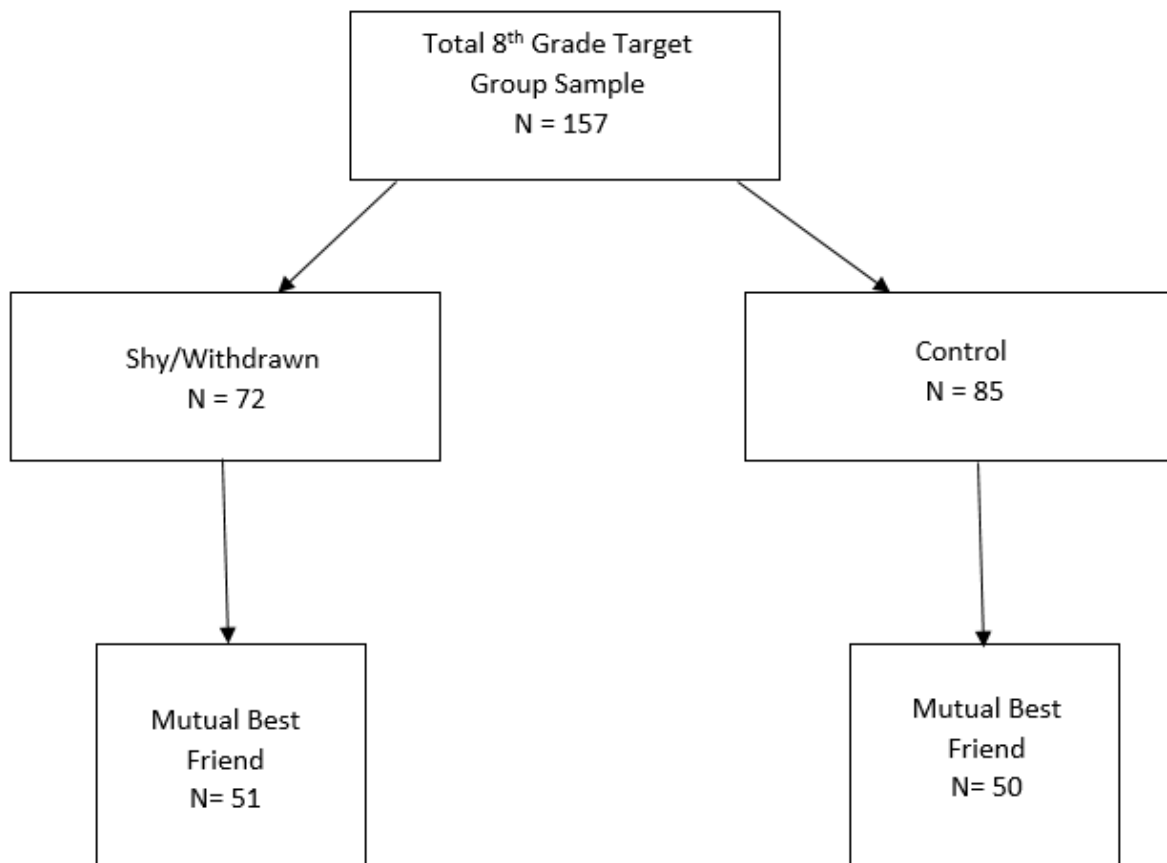 Total 8th Grade Target
Group Sample
N = 157
Shy/Withdrawn
N = 72
Control
N = 85
Mutual Best
Friend
N= 51
Mutual Best
Friend
N= 50